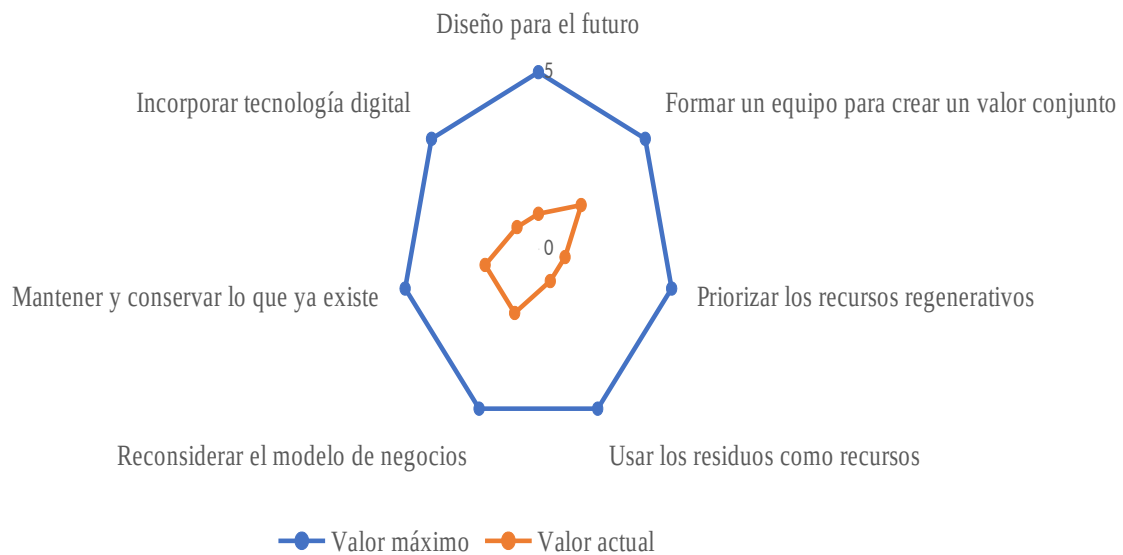 Diseño para el futuro
5
Incorporar tecnología digital
Formar un equipo para crear un valor conjunto
0
Mantener y conservar lo que ya existe
Priorizar los recursos regenerativos
Reconsiderar el modelo de negocios
Usar los residuos como recursos
Valor máximo
Valor actual